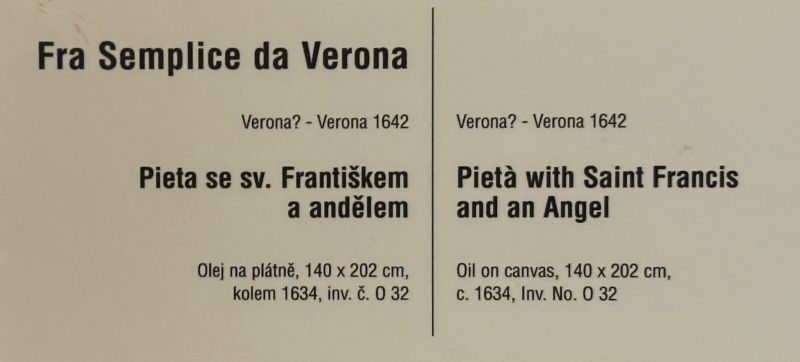 Fra Semplice da Verona
Verona? - Verona 1642
Pieta se sv. Františkem
a andělem
Olej na plátně, 140 x 202 cm,
kolem 1634, inv. č. O 32
Verona? - Verona 1642
Pietà with Saint Francis
and an Angel
Oil on canvas, 140 x 202 cm,
c. 1634, Inv. No. O 32